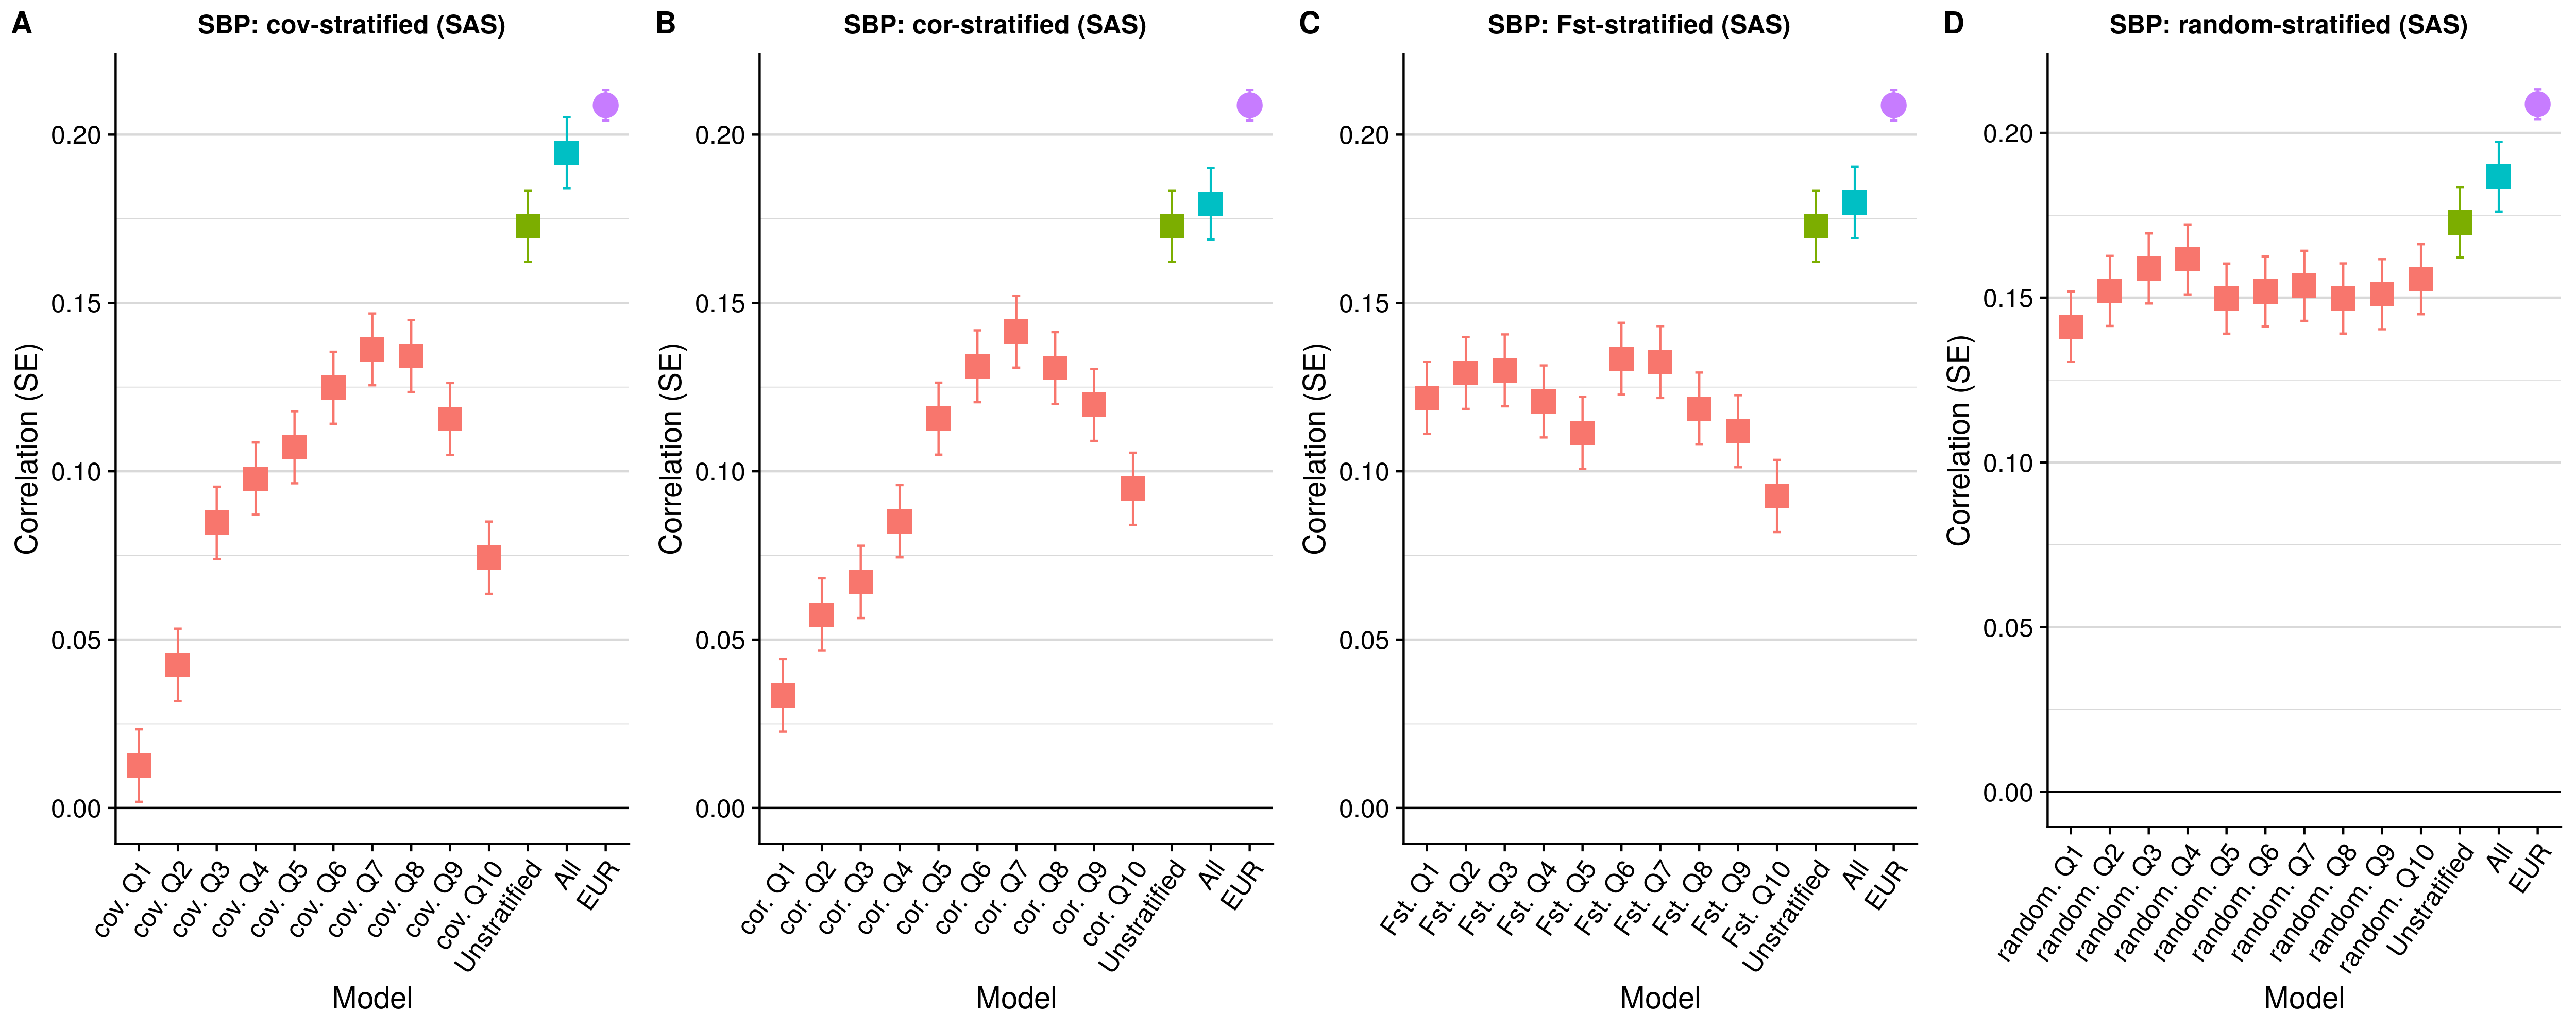 A
SBP: cov-stratified (SAS)
Correlation (SE)
0.20
0.15
0.10
0.05
0.00
cov. Q1
cov. Q2
cov. Q3
cov. Q4
cov. Q5
cov. Q6
cov. Q7
cov. Q8
cov. Q9
cov. Q10
Unstratified
All
EUR
Model
B
SBP: cor-stratified (SAS)
Correlation (SE)
0.20
0.15
0.10
0.05
0.00
cor. Q1
cor. Q2
cor. Q3
cor. Q4
cor. Q5
cor. Q6
cor. Q7
cor. Q8
cor. Q9
cor. Q10
Unstratified
All
EUR
Model
C
SBP: Fst-stratified (SAS)
Correlation (SE)
0.20
0.15
0.10
0.05
0.00
Fst. Q1
Fst. Q2
Fst. Q3
Fst. Q4
Fst. Q5
Fst. Q6
Fst. Q7
Fst. Q8
Fst. Q9
Fst. Q10
Unstratified
All
EUR
Model
D
SBP: random-stratified (SAS)
Correlation (SE)
0.20
0.15
0.10
0.05
0.00
random. Q1
random. Q2
random. Q3
random. Q4
random. Q5
random. Q6
random. Q7
random. Q8
random. Q9
random. Q10
Unstratified
All
EUR
Model